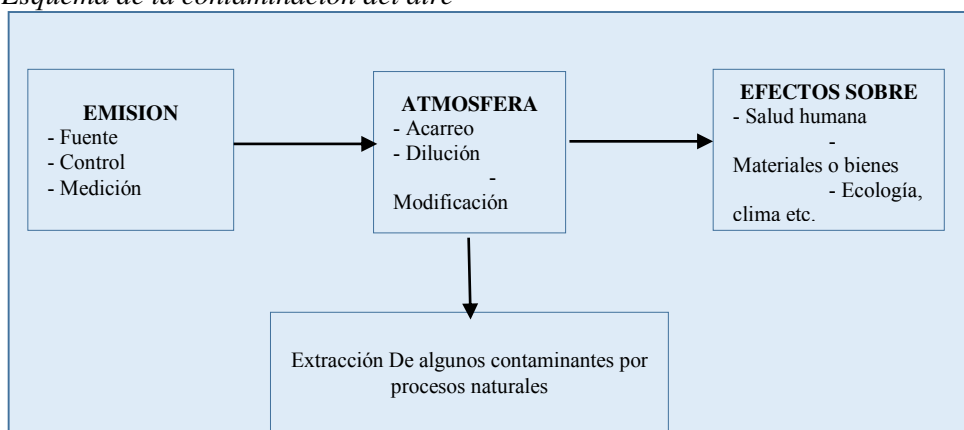 Esquema de la contaminación del aire
EMISION
- Fuente
- Control
- Medición
ATMOSFERA
- Acarreo
- Dilución
-
Modificación
EFECTOS SOBRE
- Salud humana
-
Materiales o bienes
- Ecología,
clima etc.
Extracción De algunos contaminantes por
procesos naturales